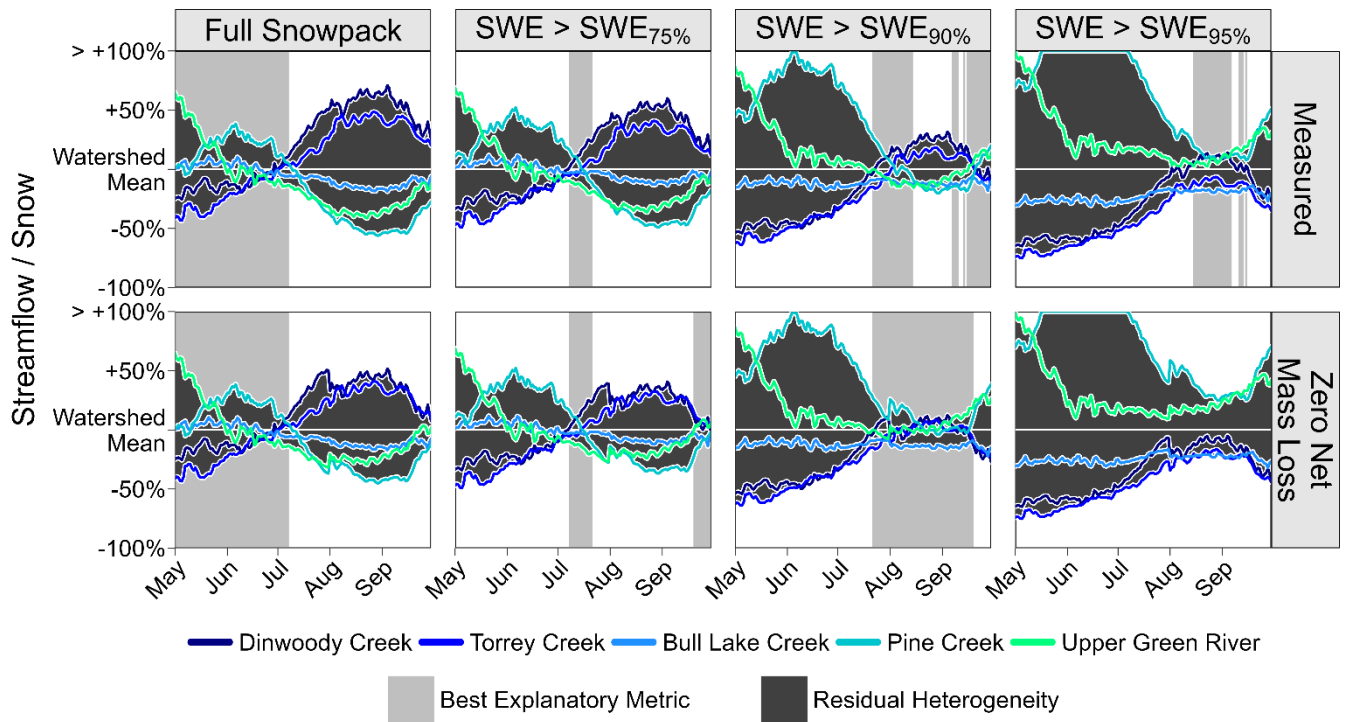 Full Snowpack
SWE > SWE75%
SWE > SWE90%
SWE > SWE95%
Streamflow / Snow
> +100%
+50%
Watershed
Mean
-50%
-100%
Measured
> +100%
+50%
Watershed
Mean
-50%
-100%
Zero Net
Mass Loss
May Jun Jul Aug Sep
May Jun Jul Aug Sep
May Jun Jul Aug Sep
May Jun Jul Aug Sep
Dinwoody Creek Torrey Creek Bull Lake Creek Pine Creek Upper Green River
Best Explanatory Metric Residual Heterogeneity